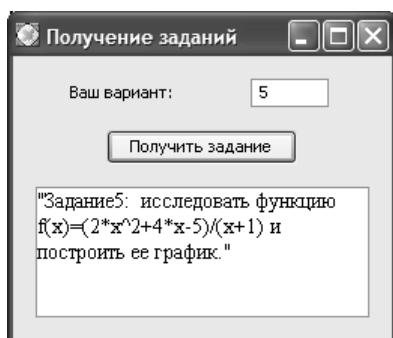 Получение заданий
Ваш вариант: 5
Получить задание
"Задание5: исследовать функцию
f(x)=(2*x^2+4*x-5)/(x+1) и
построить ее график."